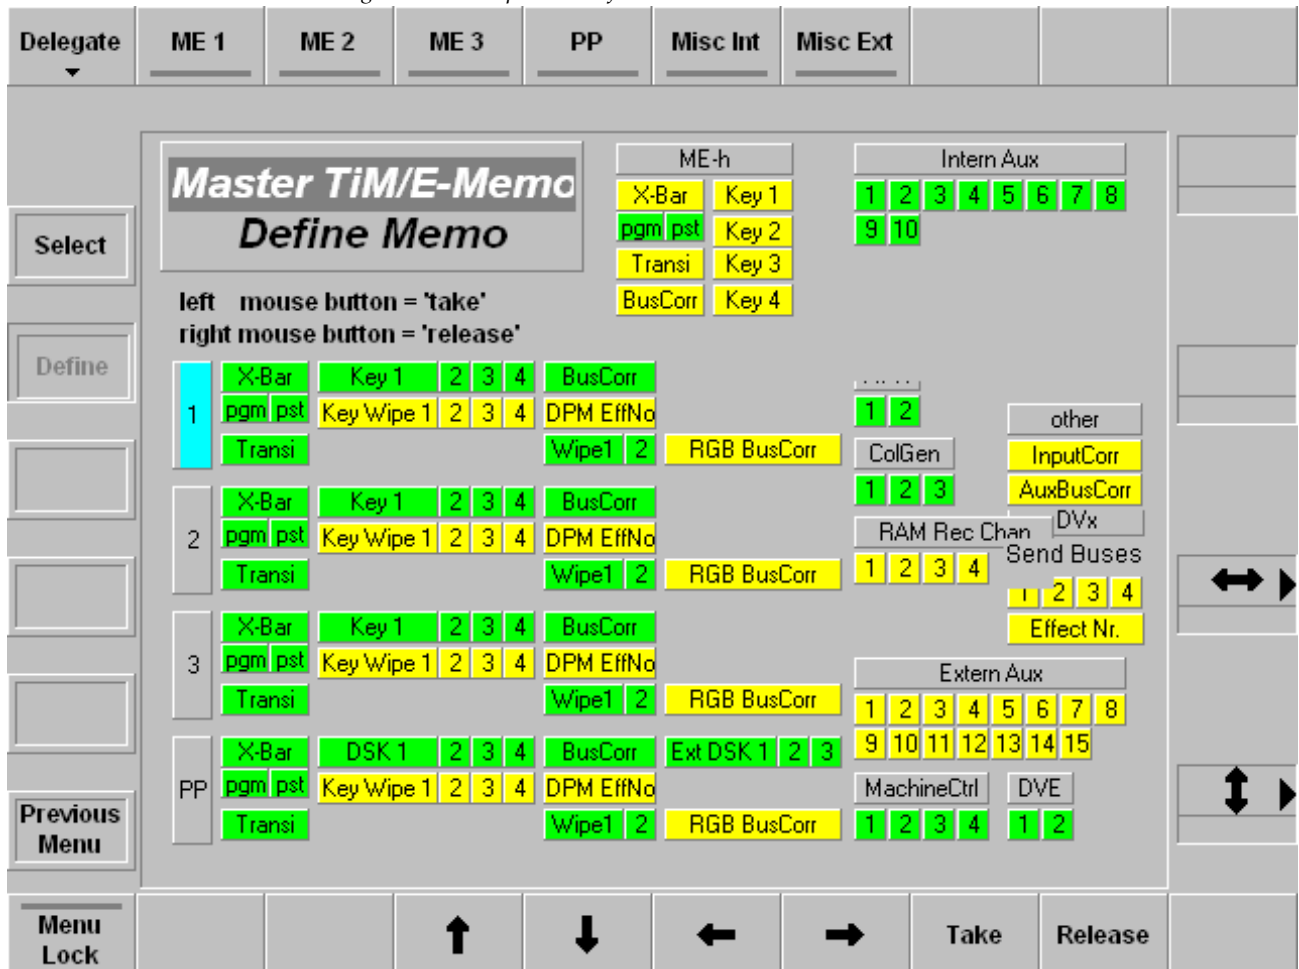 Delegate ME 1 ME 2 ME 3 PP Misc Int Misc Ext
Master TiM/E-Memo
Define Memo
ME-h
X-Bar Key 1
pgm pst Key 2
Transi Key 3
BusCorr Key 4
Intern Aux
1 2 3 4 5 6 7 8
9 10
Select
left mouse button = 'take'
right mouse button = 'release'
Define
1
X-Bar Key 1 2 3 4 BusCorr
pgm pst Key Wipe 1 2 3 4 DPM EffNo
Transi Wipe1 2 RGB BusCorr
2
X-Bar Key 1 2 3 4 BusCorr
pgm pst Key Wipe 1 2 3 4 DPM EffNo
Transi Wipe1 2 RGB BusCorr
3
X-Bar Key 1 2 3 4 BusCorr
pgm pst Key Wipe 1 2 3 4 DPM EffNo
Transi Wipe1 2 RGB BusCorr
PP
X-Bar DSK 1 2 3 4 BusCorr Ext DSK 1 2 3
pgm pst Key Wipe 1 2 3 4 DPM EffNo
Transi Wipe1 2 RGB BusCorr
1 2
ColGen
1 2 3
RAM Rec Chan
1 2 3 4
other
InputCorr
AuxBusCorr
DVx
Send Buses
1 2 3 4
Effect Nr.
Extern Aux
1 2 3 4 5 6 7 8
9 10 11 12 13 14 15
MachineCtrl
1 2 3 4
DVE
1 2
Previous
Menu
Menu
Lock
Take Release